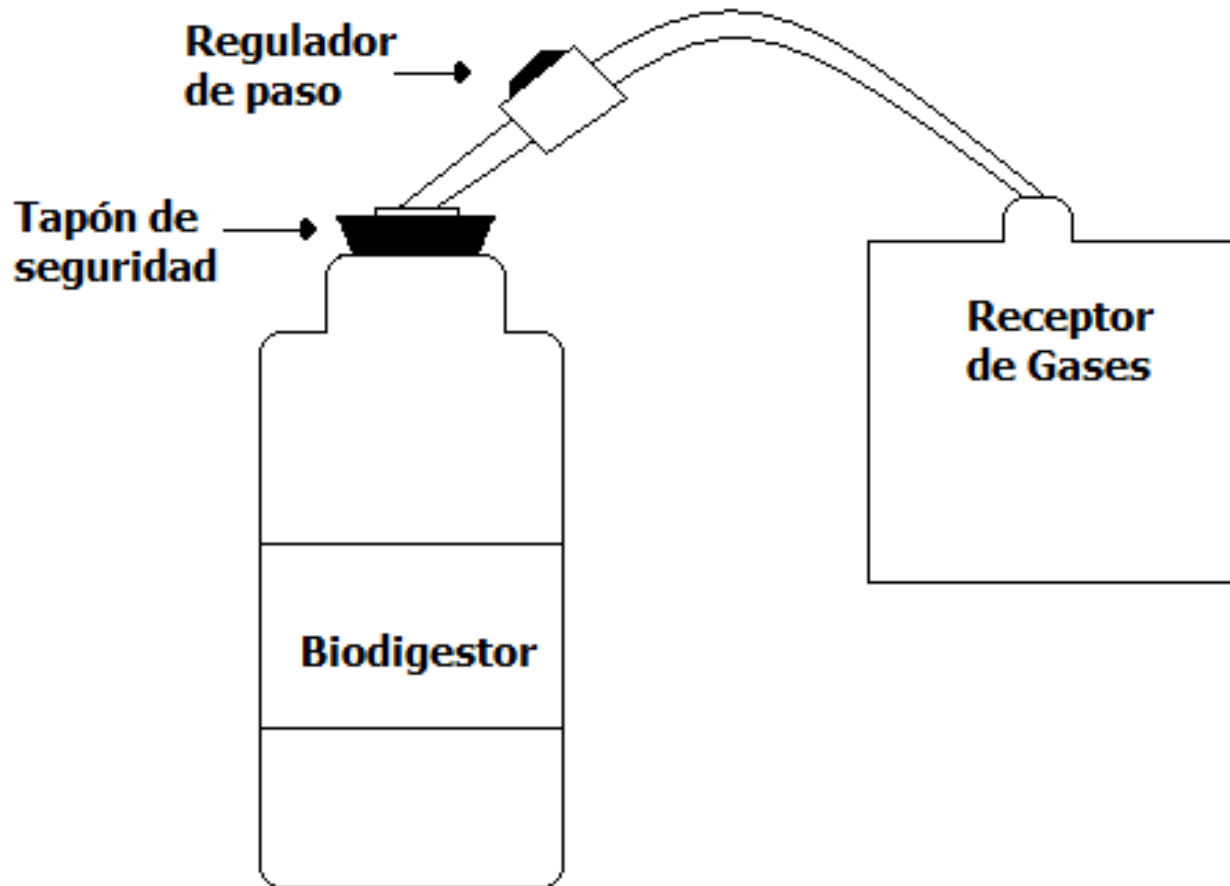 Regulador
de paso
Tapón de
seguridad
Receptor
de Gases
Biodigestor